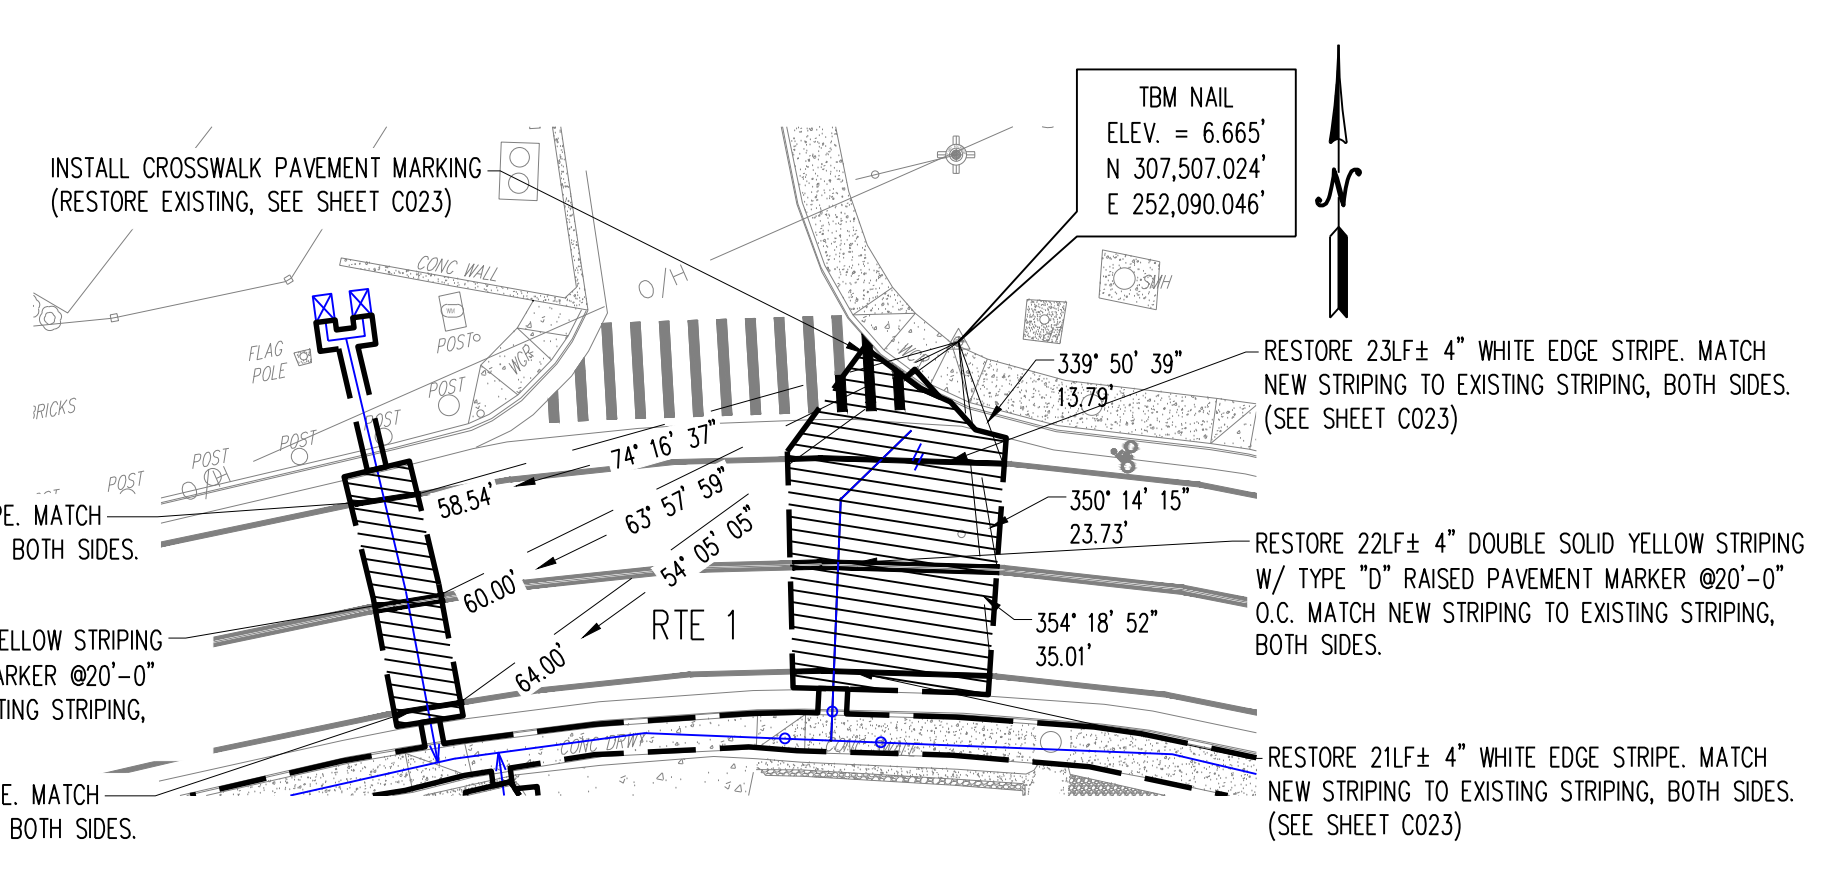 TBM NAIL
ELEV. = 6.665'
N 307,507.024'
E 252,090.046'
N
INSTALL CROSSWALK PAVEMENT MARKING
(RESTORE EXISTING, SEE SHEET C023)
CONC WALL
O/H
SMH
WM
FLAG
POLE
POST
WCR
POST
POST
POST
POST
POST
O/H
339° 50' 39"
13.79'
RESTORE 23LF± 4" WHITE EDGE STRIPE. MATCH
NEW STRIPING TO EXISTING STRIPING, BOTH SIDES.
(SEE SHEET C023)
74° 16' 37"
58.54'
63° 57' 59"
60.00'
54° 05' 05"
64.00'
350° 14' 15"
23.73'
PE. MATCH
BOTH SIDES.
RESTORE 22LF± 4" DOUBLE SOLID YELLOW STRIPING
W/ TYPE "D" RAISED PAVEMENT MARKER @20'-0"
O.C. MATCH NEW STRIPING TO EXISTING STRIPING,
BOTH SIDES.
RTE 1
354° 18' 52"
35.01'
YELLOW STRIPING
ARKER @20'-0"
TING STRIPING,
CONC DRWY
RESTORE 21LF± 4" WHITE EDGE STRIPE. MATCH
NEW STRIPING TO EXISTING STRIPING, BOTH SIDES.
(SEE SHEET C023)
E. MATCH
BOTH SIDES.